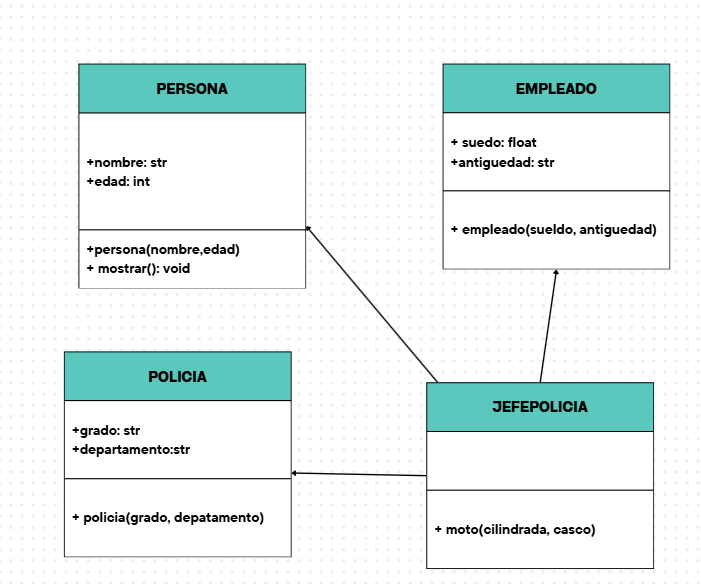 PERSONA
+nombre: str
+edad: int
+persona(nombre,edad)
+ mostrar(): void
EMPLEADO
+ suedo: float
+antiguedad: str
+ empleado(sueldo, antiguedad)
POLICIA
+grado: str
+departamento:str
+ policia(grado, depatamento)
JEFEPOLICIA
+ moto(cilindrada, casco)